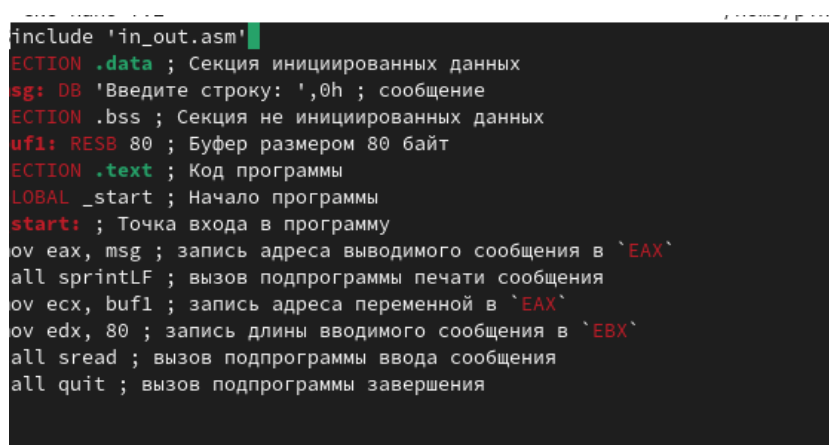 include 'in_out.asm'
ECTION .data ; Секция инициированных данных
sg: DB 'Введите строку: ',0h ; сообщение
ECTION .bss ; Секция не инициированных данных
uf1: RESB 80 ; Буфер размером 80 байт
ECTION .text ; Код программы
LOBAL _start ; Начало программы
start: ; Точка входа в программу
ov eax, msg ; запись адреса выводимого сообщения в `EAX`
all sprintLF ; вызов подпрограммы печати сообщения
ov ecx, buf1 ; запись адреса переменной в `EAX`
ov edx, 80 ; запись длины вводимого сообщения в `EBX`
all sread ; вызов подпрограммы ввода сообщения
all quit ; вызов подпрограммы завершения